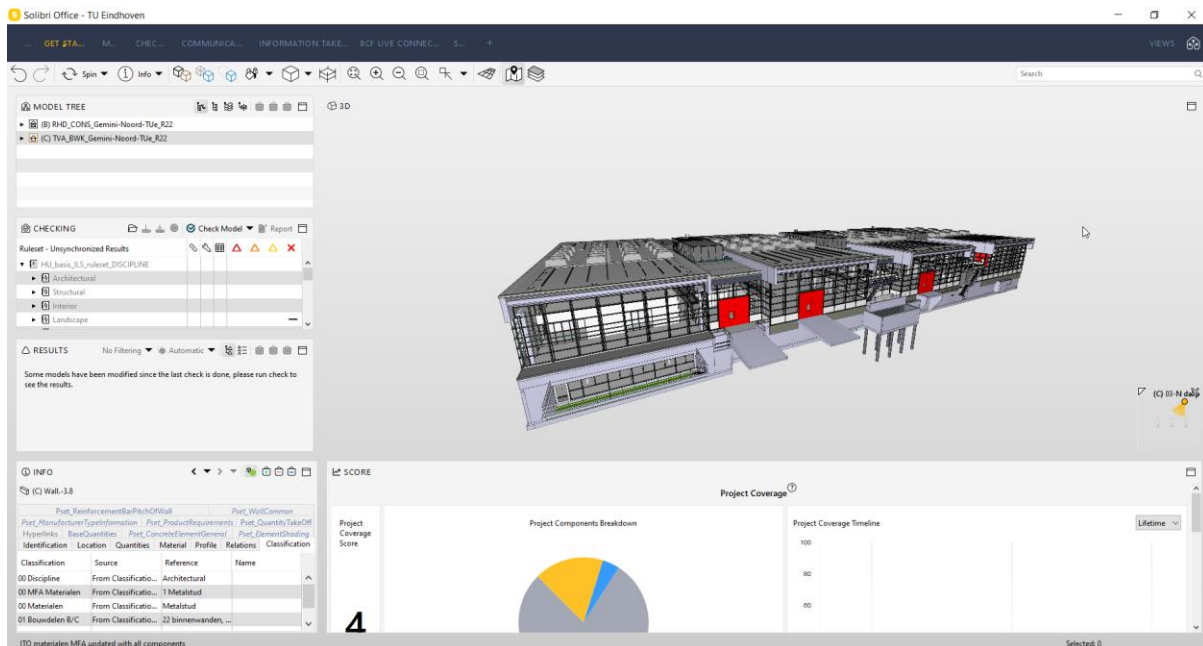 S Solibri Office - TU Eindhoven
... GET STA... M... CHEC... COMMUNICA... INFORMATION TAKE... BCF LIVE CONNEC... S... + VIEWS
Spin Info Search
MODEL TREE
(B) RHD_CONS_Gemini-Noord-TUe_R22
(C) TVA_BWK_Gemini-Noord-TUe_R22
3D
CHECKING Check Model Report
Ruleset - Unsynchronized Results
HU_basis_ILS_ruleset_DISCIPLINE
Architectural
Structural
Interior
Landscape
RESULTS No Filtering Automatic
Some models have been modified since the last check is done, please run check to
see the results.
(C) 03-N
INFO
(C) Wall.-3.8
Pset_ReinforcementBarPitchOfWall Pset_WallCommon
Pset_ManufacturerTypeInformation Pset_ProductRequirements Pset_QuantityTakeOff
Hyperlinks BaseQuantities Pset_ConcreteElementGeneral Pset_ElementShading
Identification Location Quantities Material Profile Relations Classification
Classification Source Reference Name
00 Discipline From Classificatio... Architectural
00 MFA Materialen From Classificatio... 1 Metalstud
00 Materialen From Classificatio... Metalstud
01 Bouwdelen B/C From Classificatio... 22 binnenwanden, ...
SCORE
Project Coverage ?
Project
Coverage
Score
4
Project Components Breakdown
Project Coverage Timeline Lifetime
100
80
60
ITO materialen MFA updated with all components Selected: 0